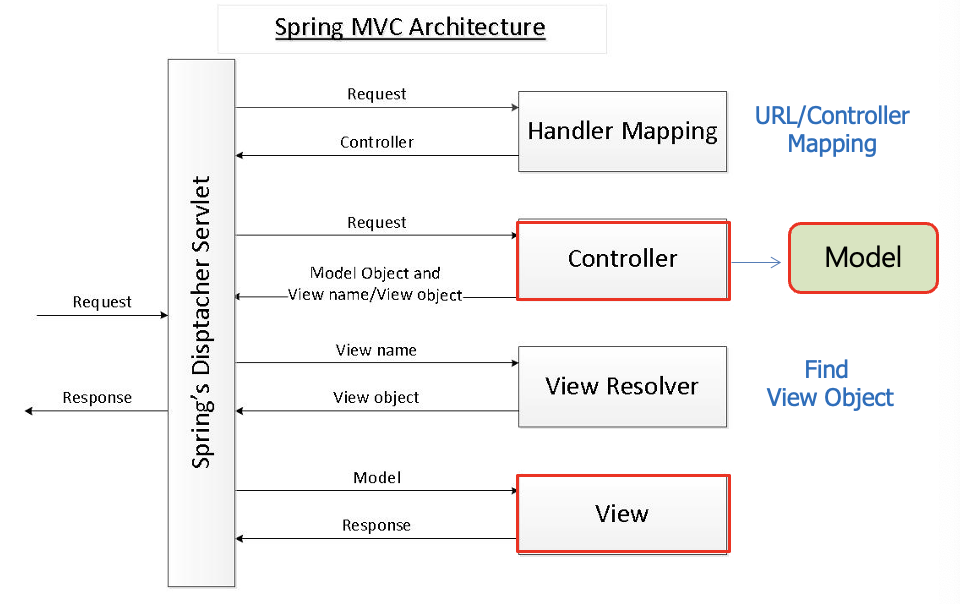 Spring MVC Architecture
Request
Handler Mapping
URL/Controller
Mapping
Controller
Request
Controller
Model
Model Object and
View name/View object
Request
Spring's Disptacher Servlet
View name
View Resolver
Find
View Object
View object
Response
Model
View
Response